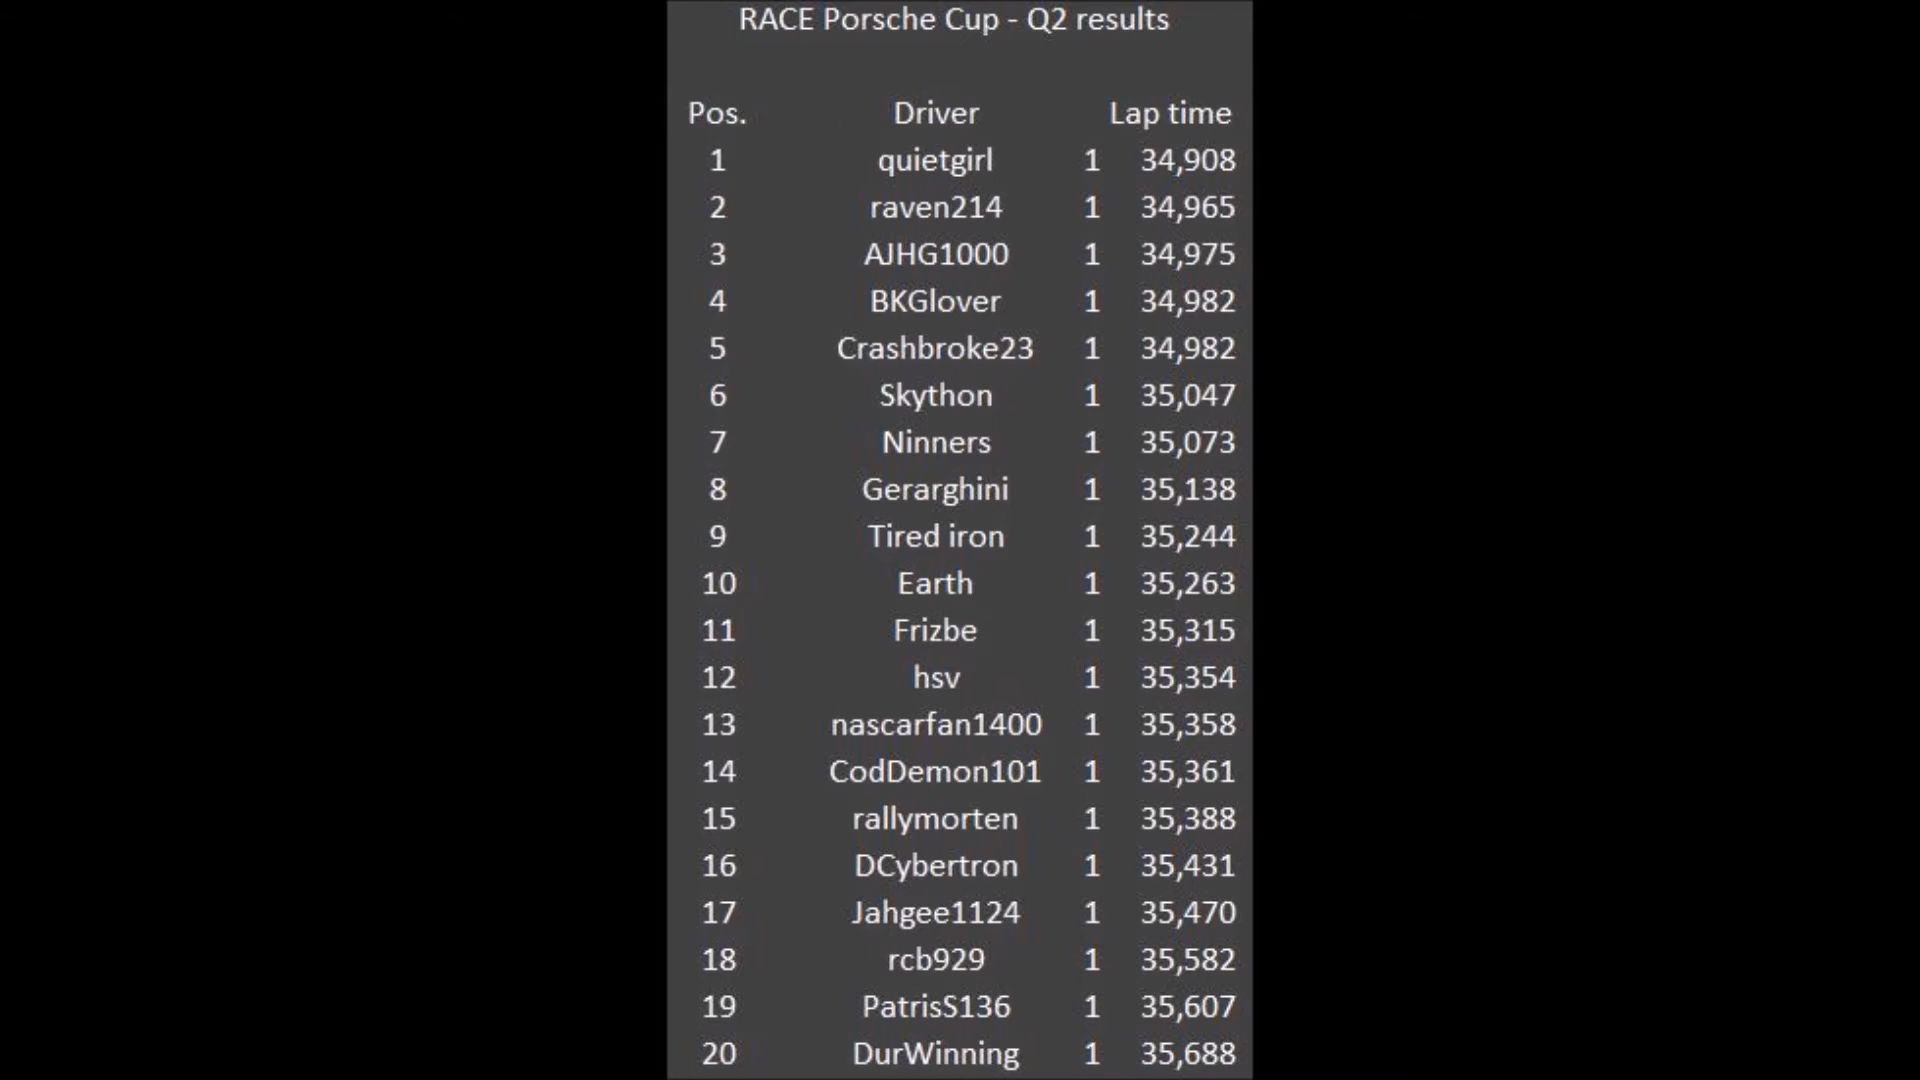 RACE Porsche Cup - Q2 results
Pos. Driver Lap time
1 quietgirl 1 34,908
2 raven214 1 34,965
3 AJHG1000 1 34,975
4 BKGlover 1 34,982
5 Crashbroke23 1 34,982
6 Skython 1 35,047
7 Ninners 1 35,073
8 Gerarghini 1 35,138
9 Tired iron 1 35,244
10 Earth 1 35,263
11 Frizbe 1 35,315
12 hsv 1 35,354
13 nascarfan1400 1 35,358
14 CodDemon101 1 35,361
15 rallymorten 1 35,388
16 DCybertron 1 35,431
17 Jahgee1124 1 35,470
18 rcb929 1 35,582
19 PatrisS136 1 35,607
20 DurWinning 1 35,688